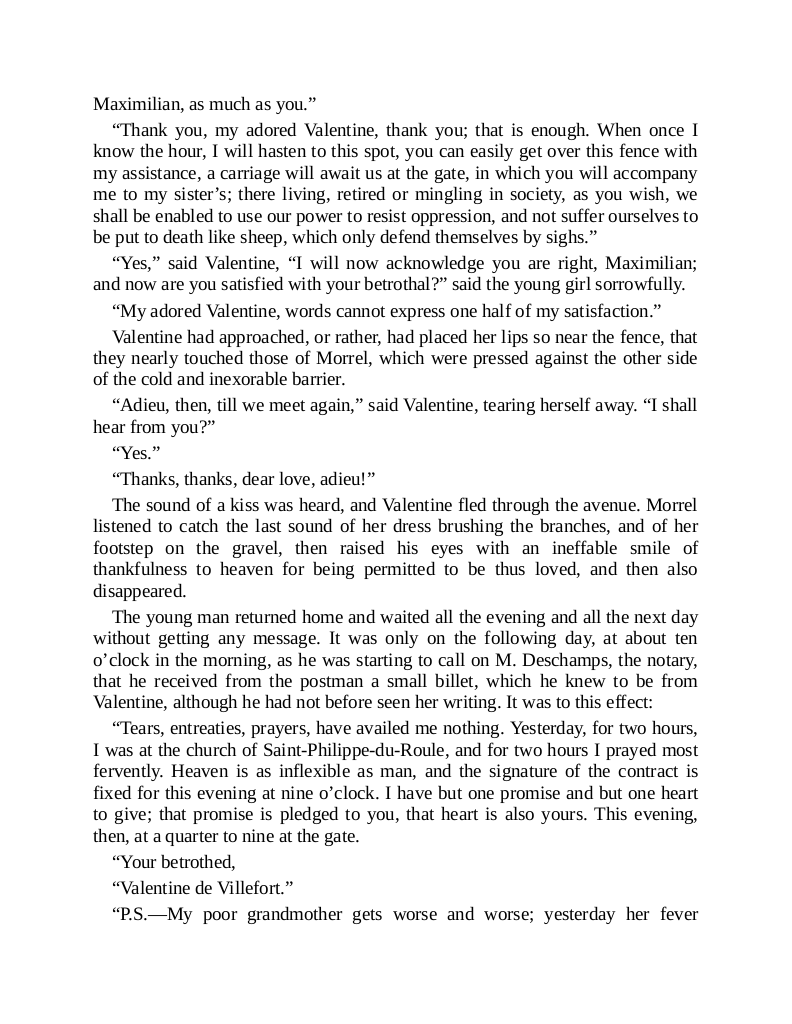 Maximilian, as much as you.”
“Thank you, my adored Valentine, thank you; that is enough. When once I
know the hour, I will hasten to this spot, you can easily get over this fence with
my assistance, a carriage will await us at the gate, in which you will accompany
me to my sister’s; there living, retired or mingling in society, as you wish, we
shall be enabled to use our power to resist oppression, and not suffer ourselves to
be put to death like sheep, which only defend themselves by sighs.”
“Yes,” said Valentine, “I will now acknowledge you are right, Maximilian;
and now are you satisfied with your betrothal?” said the young girl sorrowfully.
“My adored Valentine, words cannot express one half of my satisfaction.”
Valentine had approached, or rather, had placed her lips so near the fence, that
they nearly touched those of Morrel, which were pressed against the other side
of the cold and inexorable barrier.
“Adieu, then, till we meet again,” said Valentine, tearing herself away. “I shall
hear from you?”
“Yes.”
“Thanks, thanks, dear love, adieu!”
The sound of a kiss was heard, and Valentine fled through the avenue. Morrel
listened to catch the last sound of her dress brushing the branches, and of her
footstep on the gravel, then raised his eyes with an ineffable smile of
thankfulness to heaven for being permitted to be thus loved, and then also
disappeared.
The young man returned home and waited all the evening and all the next day
without getting any message. It was only on the following day, at about ten
o’clock in the morning, as he was starting to call on M. Deschamps, the notary,
that he received from the postman a small billet, which he knew to be from
Valentine, although he had not before seen her writing. It was to this effect:
“Tears, entreaties, prayers, have availed me nothing. Yesterday, for two hours,
I was at the church of Saint-Philippe-du-Roule, and for two hours I prayed most
fervently. Heaven is as inflexible as man, and the signature of the contract is
fixed for this evening at nine o’clock. I have but one promise and but one heart
to give; that promise is pledged to you, that heart is also yours. This evening,
then, at a quarter to nine at the gate.
“Your betrothed,
“Valentine de Villefort.”
“P.S.—My poor grandmother gets worse and worse; yesterday her fever